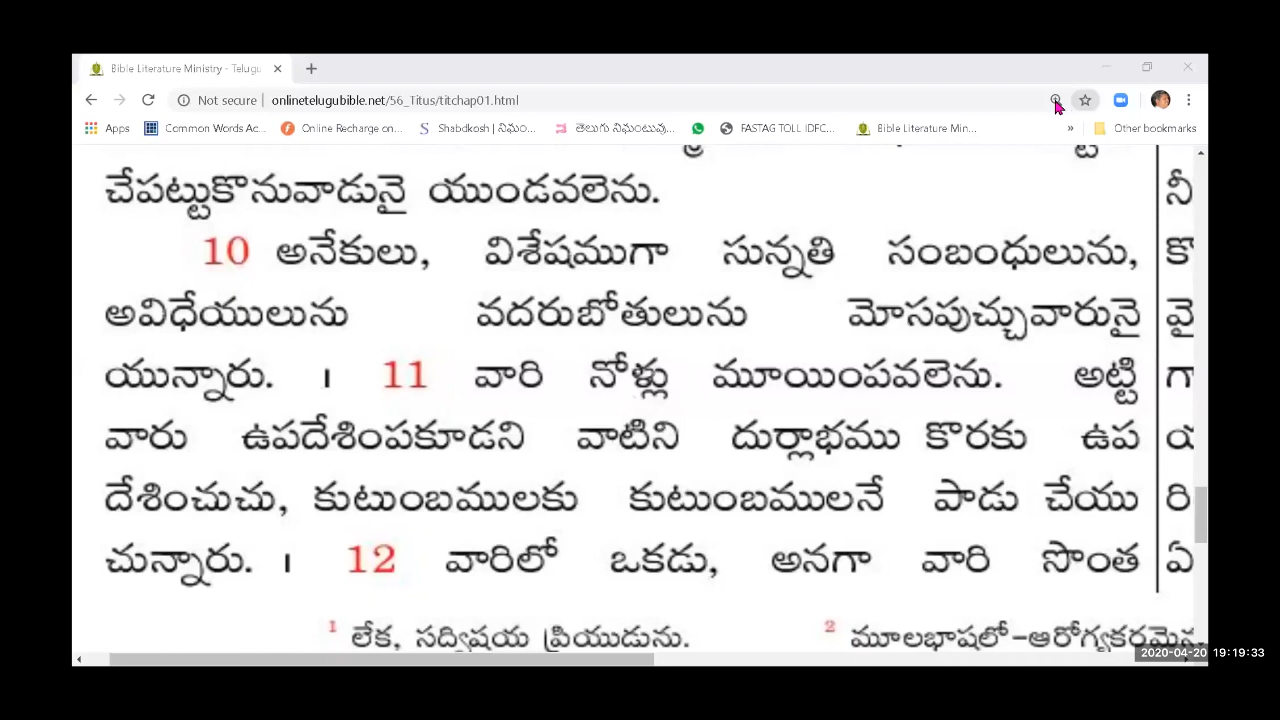 Bible Literature Ministry - Telugu
Not secure | onlinetelugubible.net/56_Titus/titchap01.html
Apps Common Words Ac... Online Recharge on... Shabdkosh | నిఘం... తెలుగు నిఘంటువు... FASTAG TOLL IDFC... Bible Literature Min... » Other bookmarks
చేపట్టుకొనువాడునై యుండవలెను.
10 అనేకులు, విశేషముగా సున్నతి సంబంధులును,
అవిధేయులును వదరుబోతులును మోసపుచ్చువారునై
యున్నారు. । 11 వారి నోళ్లు మూయింపవలెను. అట్టి
వారు ఉపదేశింపకూడని వాటిని దుర్లాభము కొరకు ఉప
దేశించుచు, కుటుంబములకు కుటుంబములనే పాడు చేయు
చున్నారు. । 12 వారిలో ఒకడు, అనగా వారి సొంత
నీ
కొ
వై
గా
రి
ఏ
1 లేక, సద్విషయ ప్రియుడును.
2 మూలభాషలో-ఆరోగ్యకరమైన
2020-04-20 19:19:33